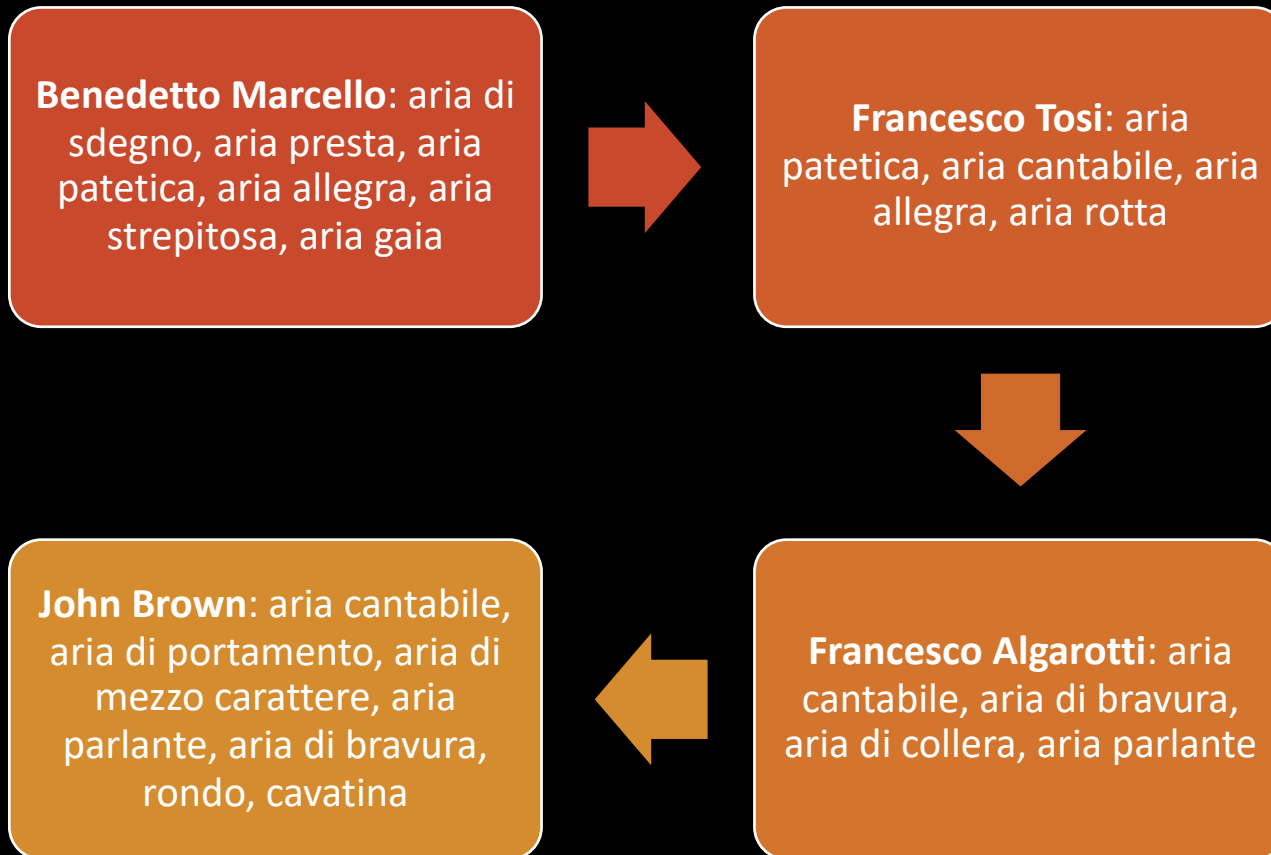 Benedetto Marcello: aria di
sdegno, aria presta, aria
patetica, aria allegra, aria
strepitosa, aria gaia
Francesco Tosi: aria
patetica, aria cantabile, aria
allegra, aria rotta
Francesco Algarotti: aria
cantabile, aria di bravura,
aria di collera, aria parlante
John Brown: aria cantabile,
aria di portamento, aria di
mezzo carattere, aria
parlante, aria di bravura,
rondo, cavatina